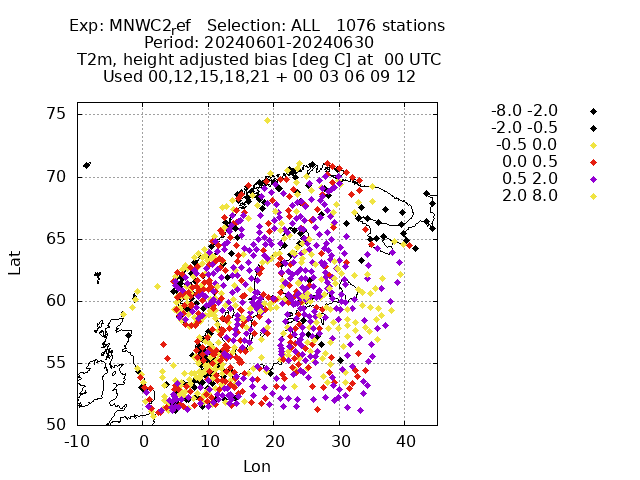 Exp: MNWC2ref Selection: ALL 1076 stations
Period: 20240601-20240630
T2m, height adjusted bias [deg C] at 00 UTC
Used 00,12,15,18,21 + 00 03 06 09 12
-8.0 -2.0
-2.0 -0.5
-0.5 0.0
0.0 0.5
0.5 2.0
2.0 8.0
Lat
75
70
65
60
55
50
-10 0 10 20 30 40
Lon